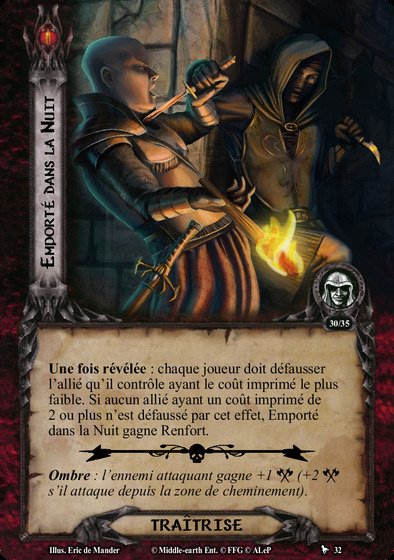 Emporté dans la Nuit
30/35
Une fois révélée : chaque joueur doit défausser
l'allié qu'il contrôle ayant le coût imprimé le plus
faible. Si aucun allié ayant un coût imprimé de
2 ou plus n'est défaussé par cet effet, Emporté
dans la Nuit gagne Renfort.
Ombre : l'ennemi attaquant gagne +1 (+2
s'il attaque depuis la zone de cheminement).
TRAÎTRISE
Illus. Eric de Mander © Middle-earth Ent. © FFG © ALeP 32